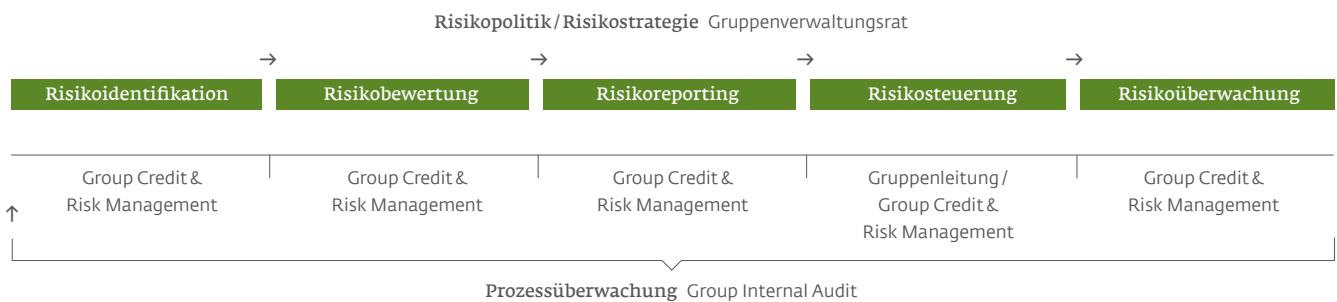 Risikopolitik / Risikostrategie Gruppenverwaltungsrat
→ → → →
Risikoidentifikation Risikobewertung Risikoreporting Risikosteuerung Risikoüberwachung
Group Credit &
Risk Management
Group Credit &
Risk Management
Group Credit &
Risk Management
Gruppenleitung /
Group Credit &
Risk Management
Group Credit &
Risk Management
Prozessüberwachung Group Internal Audit